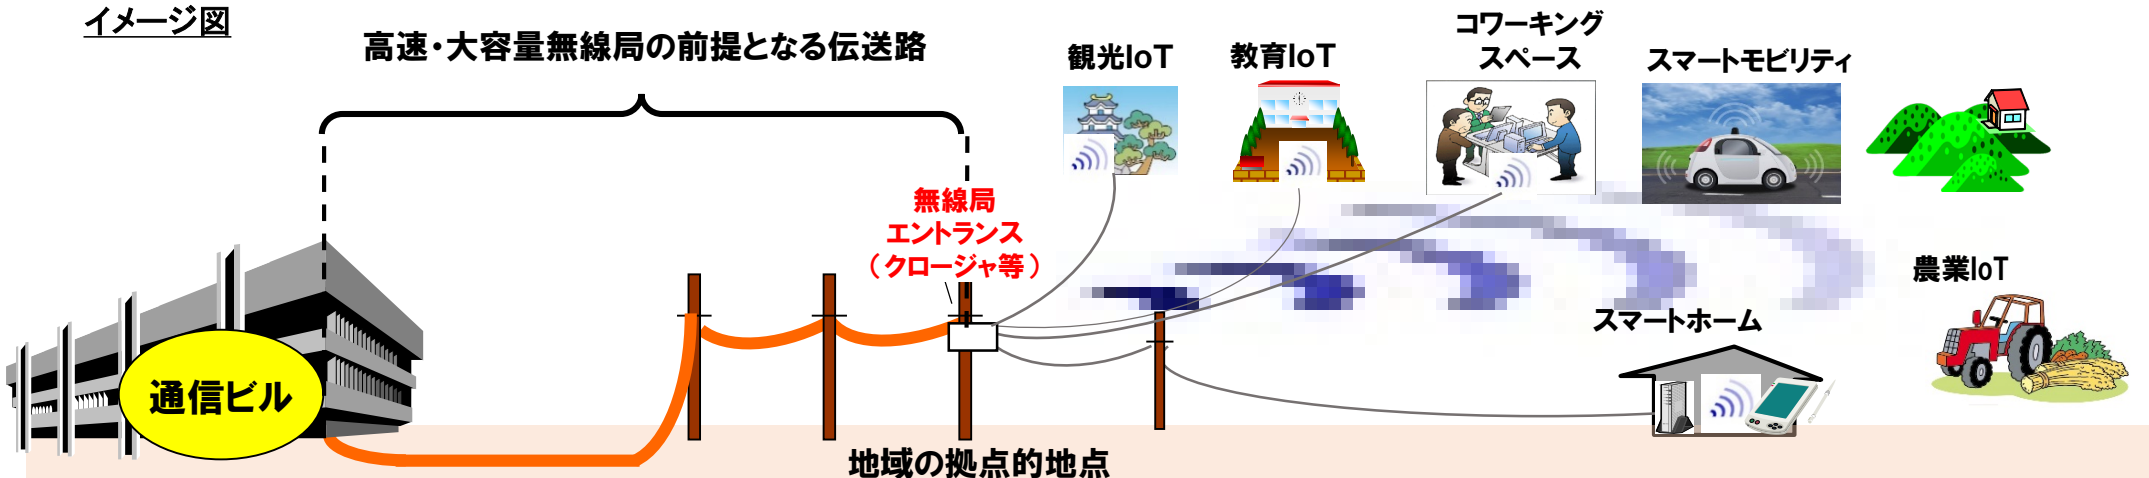 イメージ図
高速・大容量無線局の前提となる伝送路
観光IoT
教育IoT
コワーキング
スペース
スマートモビリティ
無線局
エントランス
（クロージャ等）
農業IoT
スマートホーム
通信ビル
地域の拠点的地点